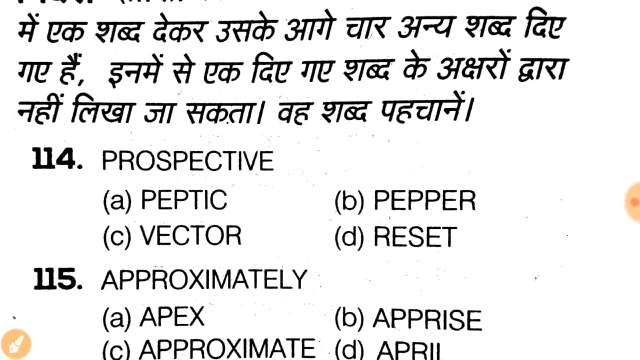 में एक शब्द देकर उसके आगे चार अन्य शब्द दिए
गए हैं, इनमें से एक दिए गए शब्द के अक्षरों द्वारा
नहीं लिखा जा सकता। वह शब्द पहचानें।
114. PROSPECTIVE
(a) PEPTIC (b) PEPPER
(c) VECTOR (d) RESET
115. APPROXIMATELY
(a) APEX (b) APPRISE
(c) APPROXIMATE (d) APRIL